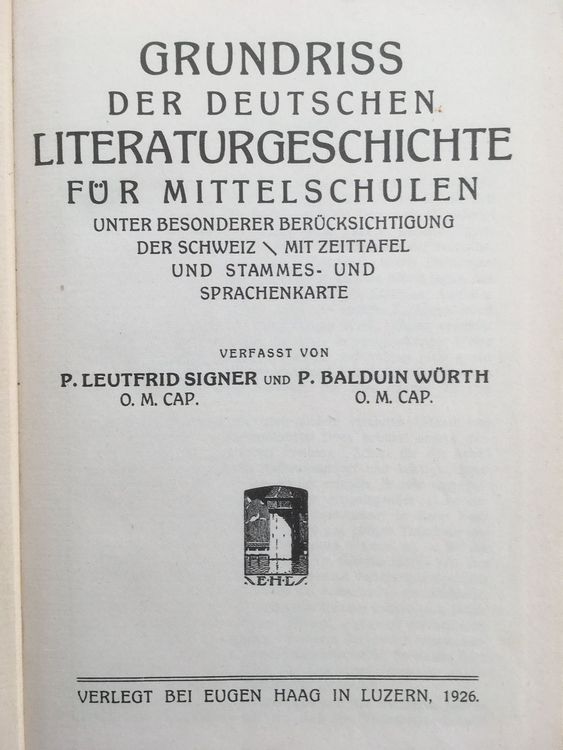 GRUNDRISS
DER DEUTSCHEN
LITERATURGESCHICHTE
FÜR MITTELSCHULEN
UNTER BESONDERER BERÜCKSICHTIGUNG
DER SCHWEIZ \ MIT ZEITTAFEL
UND STAMMES- UND
SPRACHENKARTE
VERFASST VON
P. LEUTFRID SIGNER UND P. BALDUIN WÜRTH
O. M. CAP. O. M. CAP.
E·H·L
VERLEGT BEI EUGEN HAAG IN LUZERN, 1926.